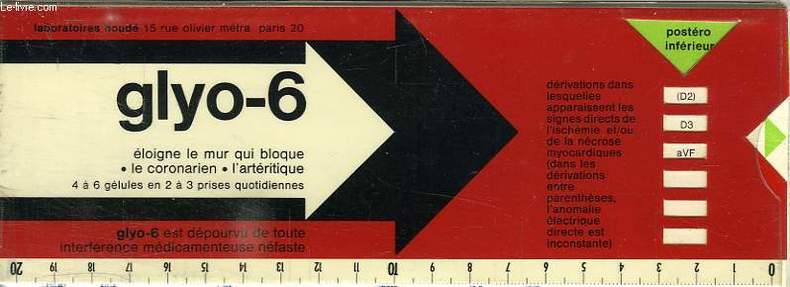 Le-livre.com
laboratoires houdé 15 rue olivier métra paris 20
glyo-6
éloigne le mur qui bloque
• le coronarien • l'artéritique
4 à 6 gélules en 2 à 3 prises quotidiennes
glyo-6 est dépourvu de toute
interférence médicamenteuse néfaste
dérivations dans
lesquelles
apparaissent les
signes directs de
l'ischémie et/ou
de la nécrose
myocardiques
(dans les
dérivations
entre
parenthèses,
l'anomalie
électrique
directe est
inconstante)
postéro
inférieur
(D2)
D3
aVF
20 19 18 17 16 15 14 13 12 11 10 9 8 7 6 5 4 3 2 1 0